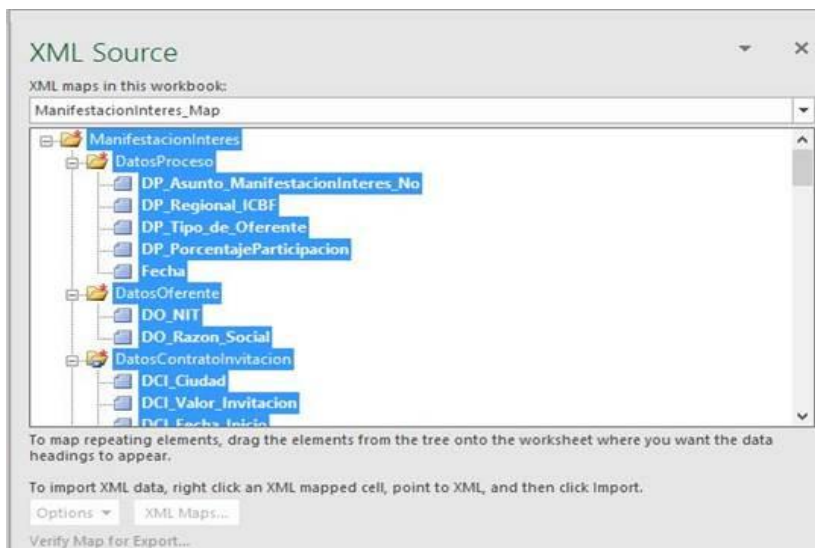 XML Source
XML maps in this workbook:
ManifestacionInteres_Map
ManifestacionInteres
DatosProceso
DP_Asunto_ManifestacionInteres_No
DP_Regional_ICBF
DP_Tipo_de_Oferente
DP_PorcentajeParticipacion
Fecha
DatosOferente
DO_NIT
DO_Razon_Social
DatosContratoInvitacion
DCI_Ciudad
DCI_Valor_Invitacion
DCI_Fecha_Inicio
To map repeating elements, drag the elements from the tree onto the worksheet where you want the data
headings to appear.
To import XML data, right click an XML mapped cell, point to XML, and then click Import.
Options XML Maps...
Verify Map for Export...